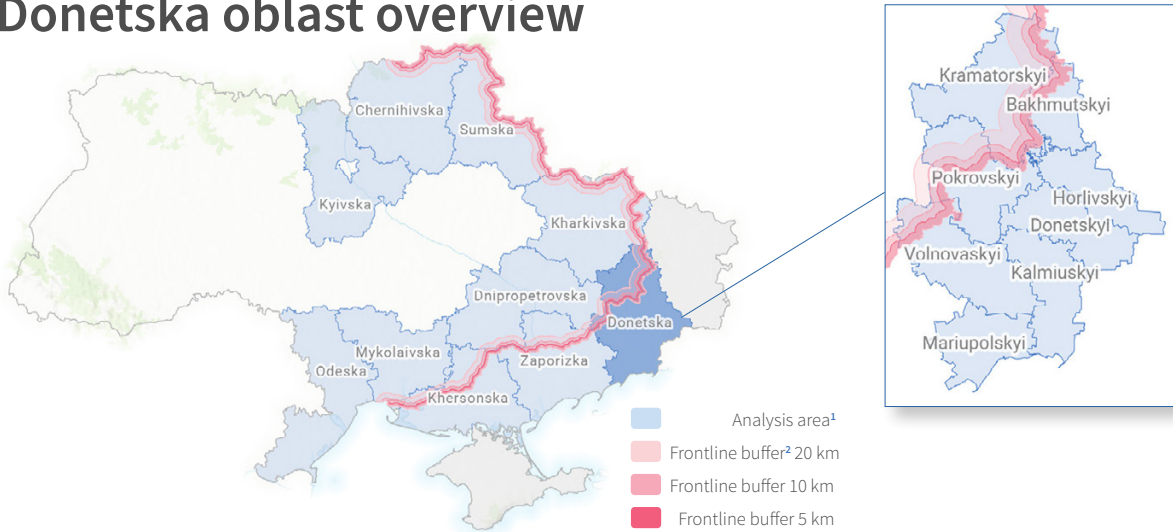 Donetska oblast overview
Chernihivska
Sumska
Kyivska
Kharkivska
Dnipropetrovska
Donetska
Mykolaivska
Zaporizka
Odeska
Khersonska
Analysis area¹
Frontline buffer² 20 km
Frontline buffer 10 km
Frontline buffer 5 km
Kramatorskyi
Bakhmutskyi
Pokrovskyi
Horlivskyi
Donetskyi
Volnovaskyi
Kalmiuskyi
Mariupolskyi